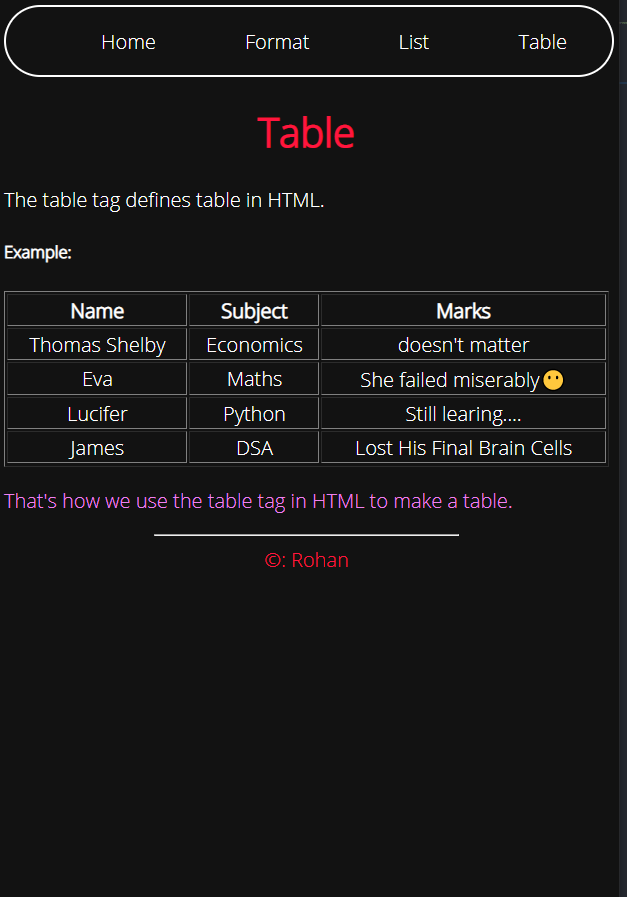 Home Format List Table
Table
The table tag defines table in HTML.
Example:
Name Subject Marks
Thomas Shelby Economics doesn't matter
Eva Maths She failed miserably😶
Lucifer Python Still learing....
James DSA Lost His Final Brain Cells
That's how we use the table tag in HTML to make a table.
©: Rohan